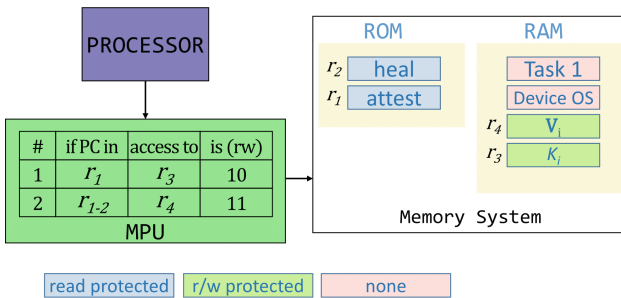 PROCESSOR
# if PC in access to is (rw)
1 r1 r3 10
2 r1-2 r4 11
MPU
ROM
r2 heal
r1 attest
RAM
Task 1
Device OS
r4 Vi
r3 Ki
Memory System
read protected r/w protected none